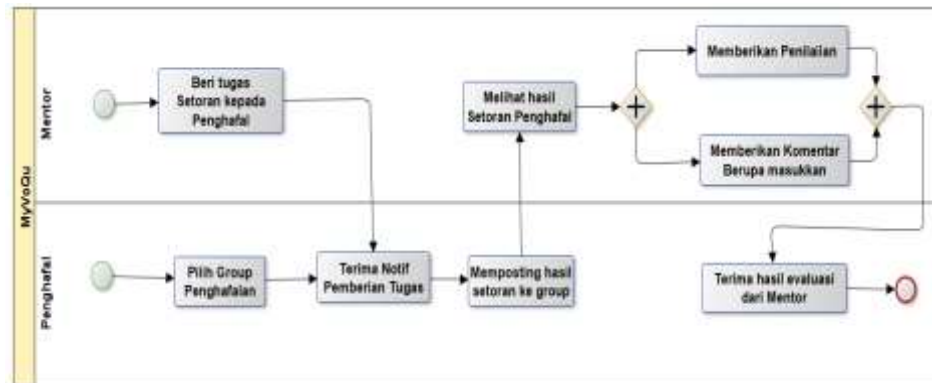 MyVoQu
Mentor
Beri tugas
Setoran kepada
Penghafal
Melihat hasil
Setoran Penghafal
Memberikan Penilaian
Memberikan Komentar
Berupa masukkan
Penghafal
Pilih Group
Penghafalan
Terima Notif
Pemberian Tugas
Memposting hasil
setoran ke group
Terima hasil evaluasi
dari Mentor